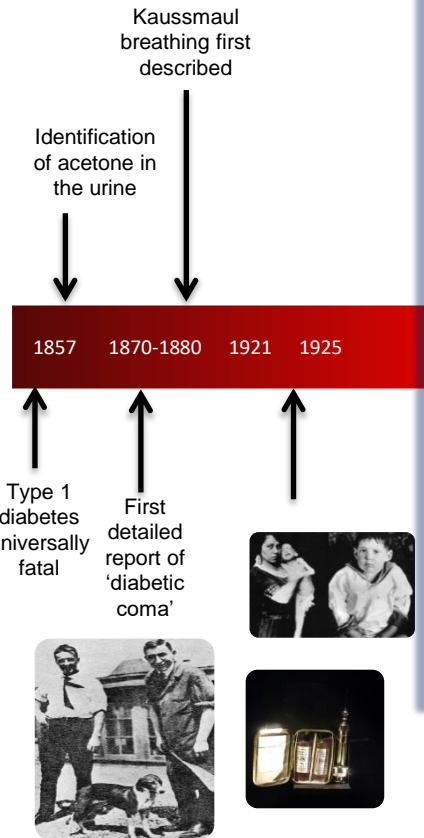 Kaussmaul
breathing first
described
Identification
of acetone in
the urine
1857
1870-1880
1921
1925
Type 1
diabetes
niversally
fatal
First
detailed
report of
‘diabetic
coma’